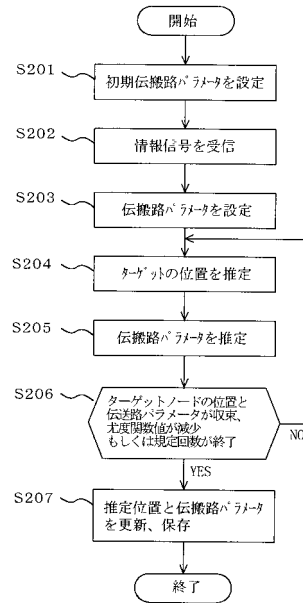 開始
S201
初期伝搬路パラメータを設定
S202
情報信号を受信
S203
伝搬路パラメータを設定
S204
ターゲットの位置を推定
S205
伝搬路パラメータを推定
S206
ターゲットノードの位置と
伝送路パラメータが収束、
尤度関数値が減少
もしくは規定回数が終了
NO
YES
S207
推定位置と伝搬路パラメータ
を更新、保存
終了